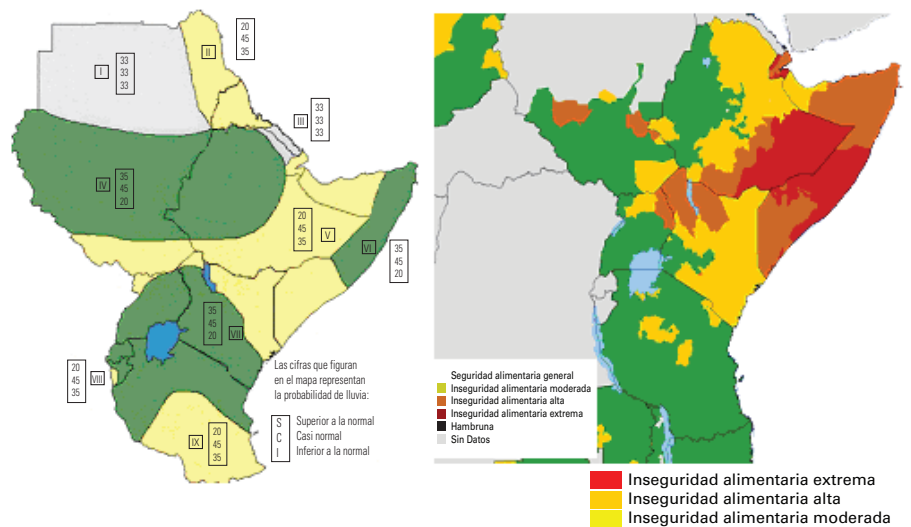 20
45
35
II
I
33
33
33
33
33
33
III
IV
35
45
20
20
45
35
V
VI
35
45
20
35
45
20
VII
20
45
35
VIII
IX
20
45
35
Las cifras que figuran
en el mapa representan
la probabilidad de lluvia:
S Superior a la normal
C Casi normal
I Inferior a la normal
Seguridad alimentaria general
Inseguridad alimentaria moderada
Inseguridad alimentaria alta
Inseguridad alimentaria extrema
Hambruna
Sin Datos
Inseguridad alimentaria extrema
Inseguridad alimentaria alta
Inseguridad alimentaria moderada